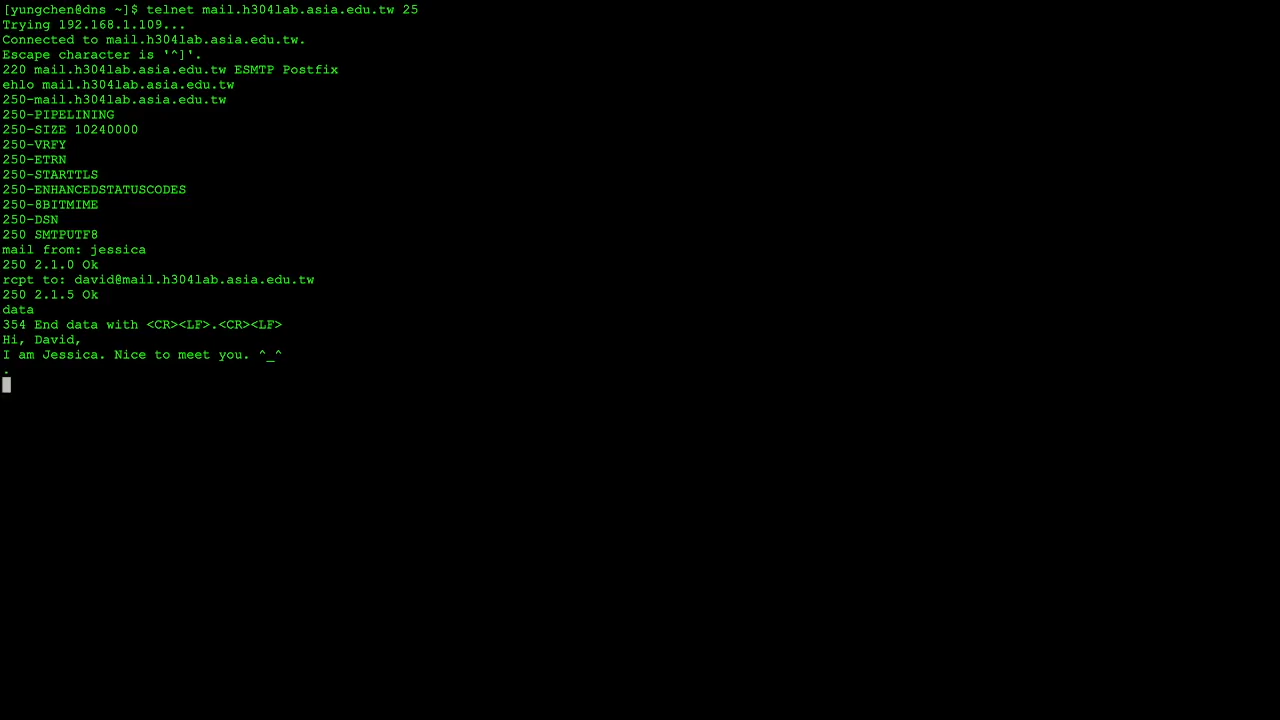 [yungchen@dns ~]$ telnet mail.h304lab.asia.edu.tw 25
Trying 192.168.1.109...
Connected to mail.h304lab.asia.edu.tw.
Escape character is '^]'.
220 mail.h304lab.asia.edu.tw ESMTP Postfix
ehlo mail.h304lab.asia.edu.tw
250-mail.h304lab.asia.edu.tw
250-PIPELINING
250-SIZE 10240000
250-VRFY
250-ETRN
250-STARTTLS
250-ENHANCEDSTATUSCODES
250-8BITMIME
250-DSN
250 SMTPUTF8
mail from: jessica
250 2.1.0 Ok
rcpt to: david@mail.h304lab.asia.edu.tw
250 2.1.5 Ok
data
354 End data with <CR><LF>.<CR><LF>
Hi, David,
I am Jessica. Nice to meet you. ^_^
.